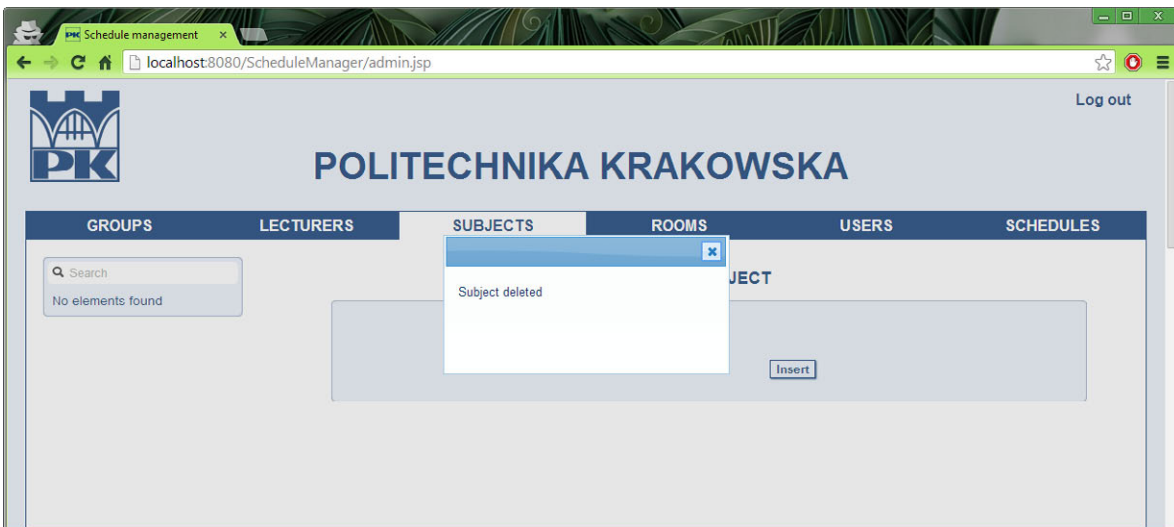 Schedule management
localhost:8080/ScheduleManager/admin.jsp
Log out
PK
POLITECHNIKA KRAKOWSKA
GROUPS LECTURERS SUBJECTS ROOMS USERS SCHEDULES
Search
No elements found
JECT
Subject deleted
Insert